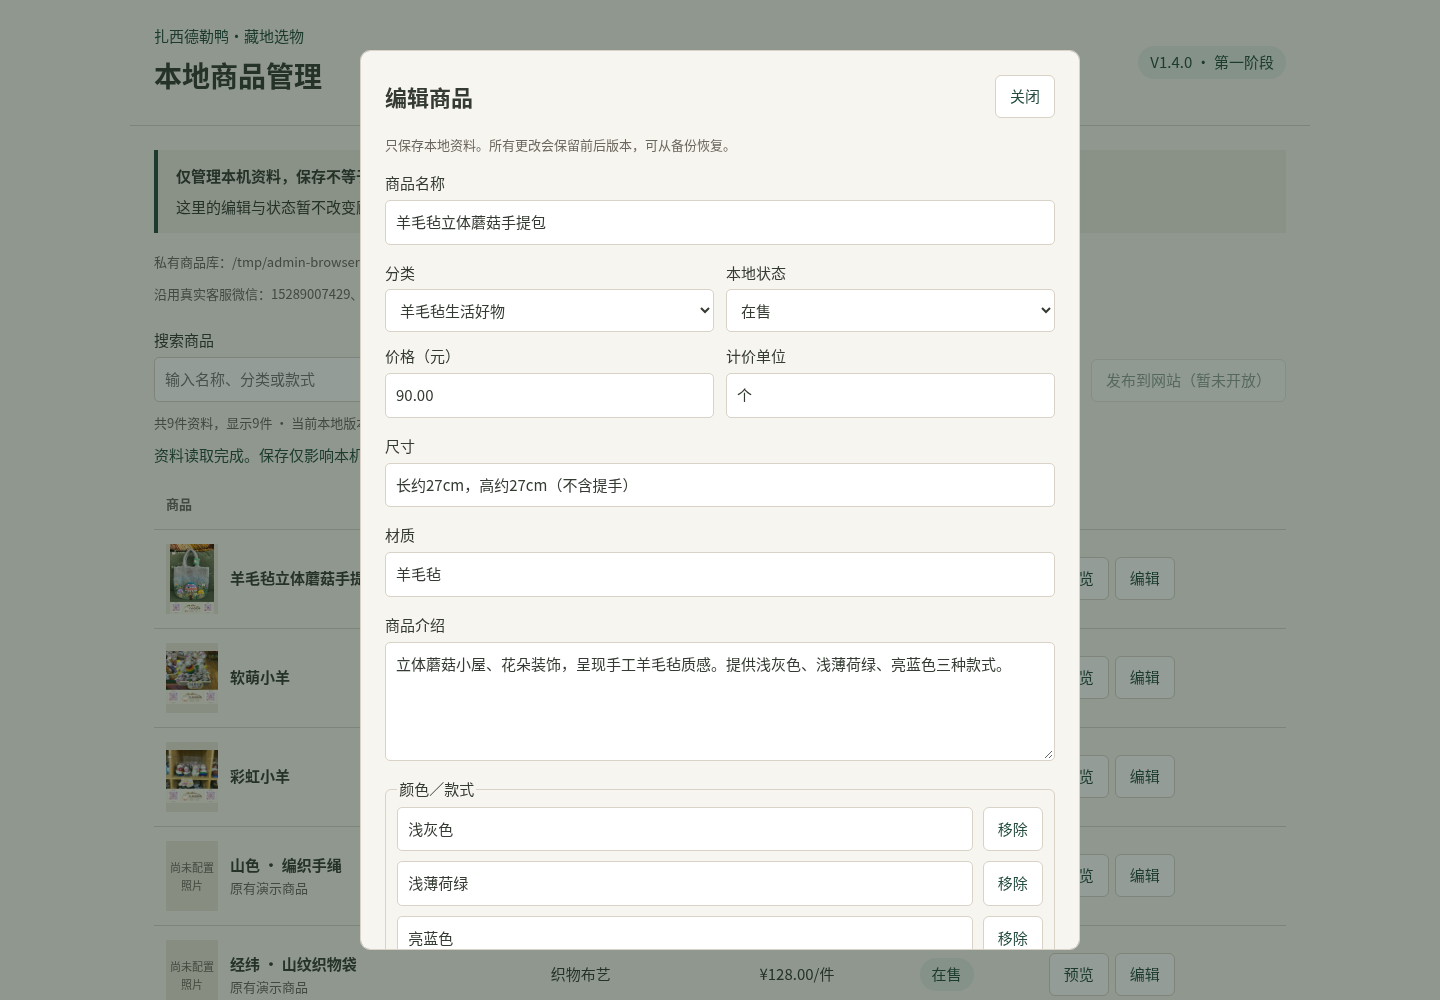 扎西德勒鸭·藏地选物
本地商品管理
V1.4.0 · 第一阶段
仅管理本机资料，保存不等于
这里的编辑与状态暂不改变
私有商品库：/tmp/admin-browser
沿用真实客服微信：15289007429、
搜索商品
输入名称、分类或款式
发布到网站（暂未开放）
共9件资料，显示9件 · 当前本地版本
资料读取完成。保存仅影响本机
商品
羊毛毡立体蘑菇手提
览
编辑
软萌小羊
览
编辑
彩虹小羊
览
编辑
尚未配置
照片
山色 · 编织手绳
原有演示商品
览
编辑
尚未配置
照片
经纬 · 山纹织物袋
原有演示商品
织物布艺
¥128.00/件
在售
预览
编辑
编辑商品
关闭
只保存本地资料。所有更改会保留前后版本，可从备份恢复。
商品名称
羊毛毡立体蘑菇手提包
分类
本地状态
羊毛毡生活好物
在售
价格（元）
计价单位
90.00
个
尺寸
长约27cm，高约27cm（不含提手）
材质
羊毛毡
商品介绍
立体蘑菇小屋、花朵装饰，呈现手工羊毛毡质感。提供浅灰色、浅薄荷绿、亮蓝色三种款式。
颜色／款式
浅灰色
移除
浅薄荷绿
移除
亮蓝色
移除